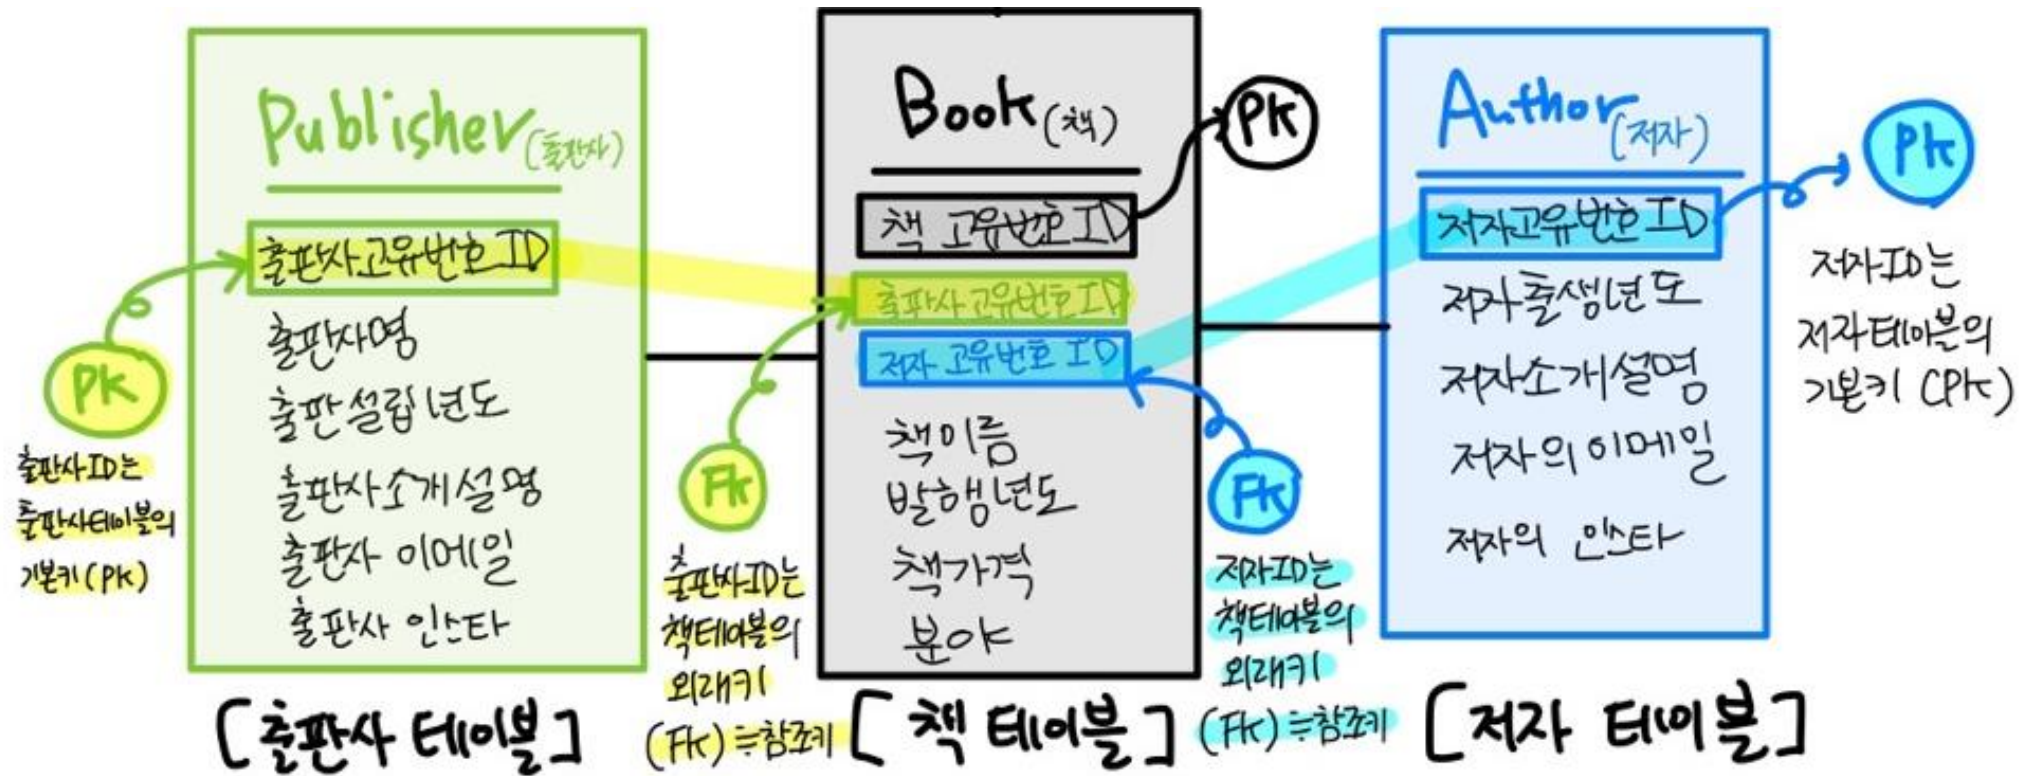 Publisher(출판사)
출판사고유번호 ID
출판사명
출판설립년도
출판사소개설명
출판사 이메일
출판사 인스타
[출판사 테이블]
PK
출판사ID는
출판사테이블의
기본키(PK)
Book(책)
PK
책 고유번호 ID
출판사고유번호ID
저자 고유번호 ID
책이름
발행년도
책가격
분야
[책 테이블]
FK
출판사ID는
책테이블의
외래키
(FK)≒참조키
FK
저자ID는
책테이블의
외래키
(FK)≒참조키
Author(저자)
저자고유번호 ID
저자출생년도
저자소개설명
저자의 이메일
저자의 인스타
[저자 테이블]
PK
저자ID는
저자테이블의
기본키 (PK)